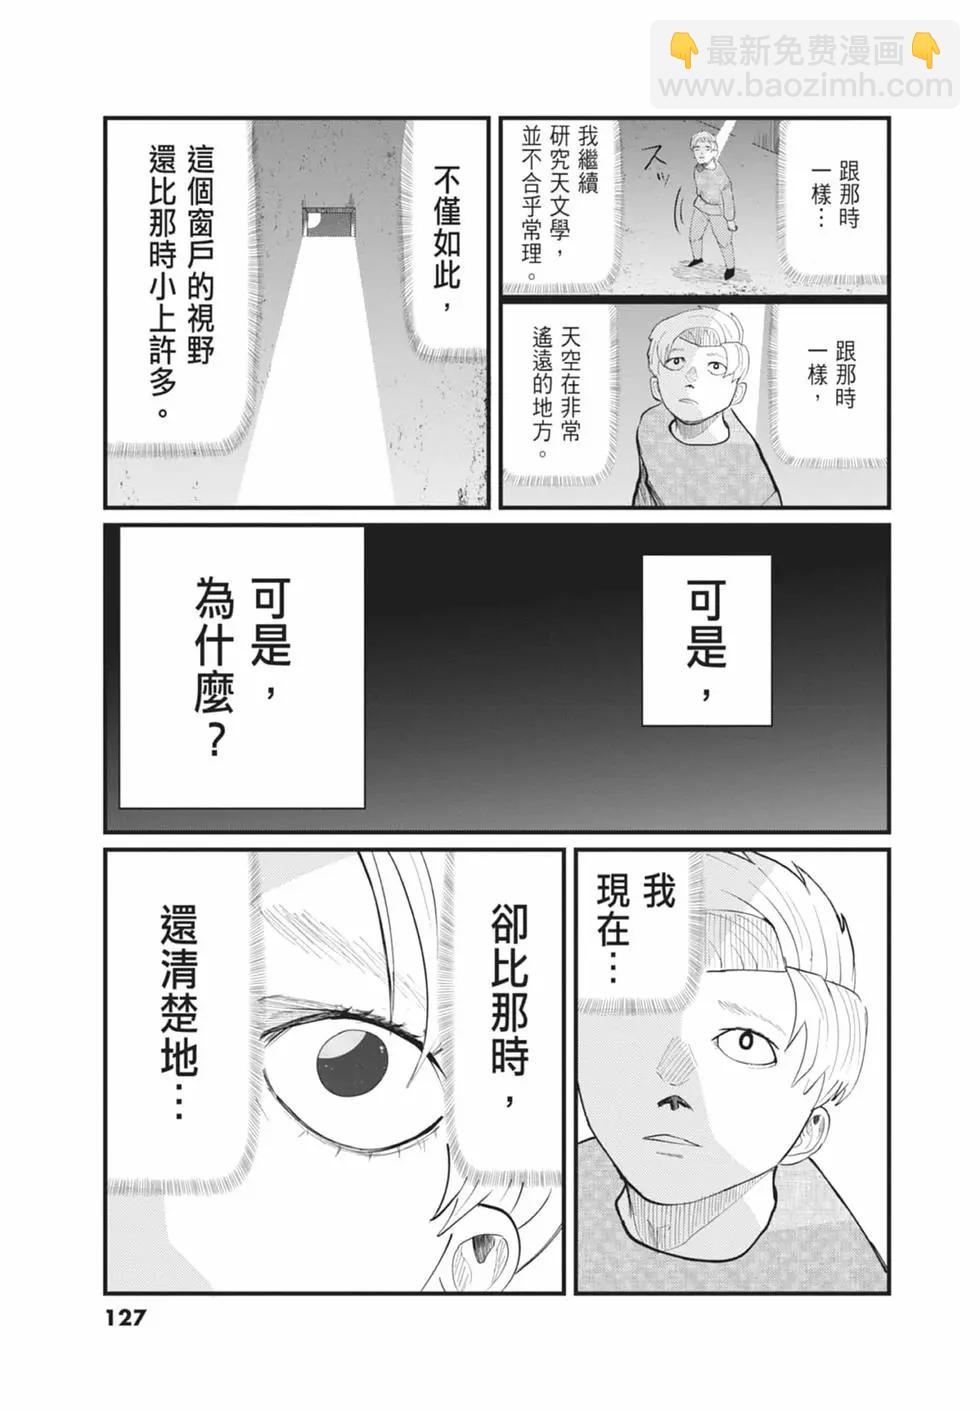 👇最新免费漫画👇
www.baozimh.com
跟那時
一樣…
我繼續
研究天文學，
並不合乎常理。
スッ
跟那時
一樣，
天空在非常
遙遠的地方。
不僅如此，
這個窗戶的視野
還比那時小上許多。
可是，
可是，
為什麼？
我
現在…
卻比那時，
還清楚地…
127